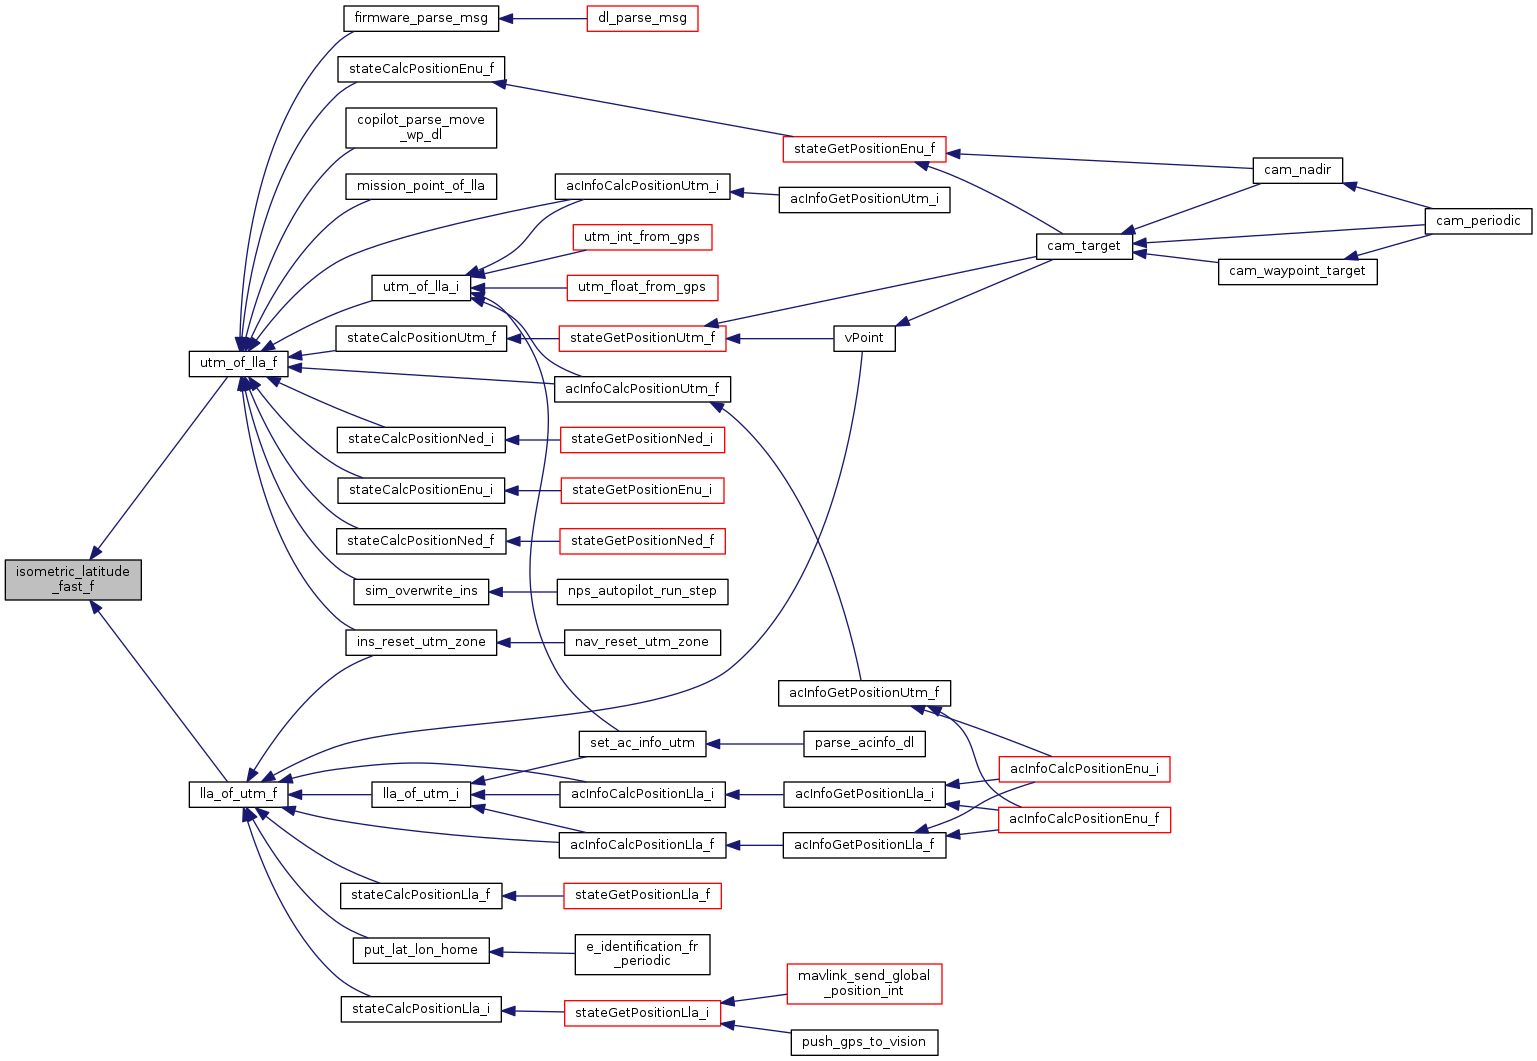 firmware_parse_msg
dl_parse_msg
stateCalcPositionEnu_f
copilot_parse_move
_wp_dl
stateGetPositionEnu_f
cam_nadir
mission_point_of_lla
acInfoCalcPositionUtm_i
acInfoGetPositionUtm_i
cam_periodic
utm_int_from_gps
cam_target
cam_waypoint_target
utm_of_lla_i
utm_float_from_gps
stateCalcPositionUtm_f
stateGetPositionUtm_f
vPoint
utm_of_lla_f
acInfoCalcPositionUtm_f
stateCalcPositionNed_i
stateGetPositionNed_i
stateCalcPositionEnu_i
stateGetPositionEnu_i
stateCalcPositionNed_f
stateGetPositionNed_f
isometric_latitude
_fast_f
sim_overwrite_ins
nps_autopilot_run_step
ins_reset_utm_zone
nav_reset_utm_zone
acInfoGetPositionUtm_f
set_ac_info_utm
parse_acinfo_dl
acInfoCalcPositionEnu_i
lla_of_utm_f
lla_of_utm_i
acInfoCalcPositionLla_i
acInfoGetPositionLla_i
acInfoCalcPositionEnu_f
acInfoCalcPositionLla_f
acInfoGetPositionLla_f
stateCalcPositionLla_f
stateGetPositionLla_f
put_lat_lon_home
e_identification_fr
_periodic
mavlink_send_global
_position_int
stateCalcPositionLla_i
stateGetPositionLla_i
push_gps_to_vision